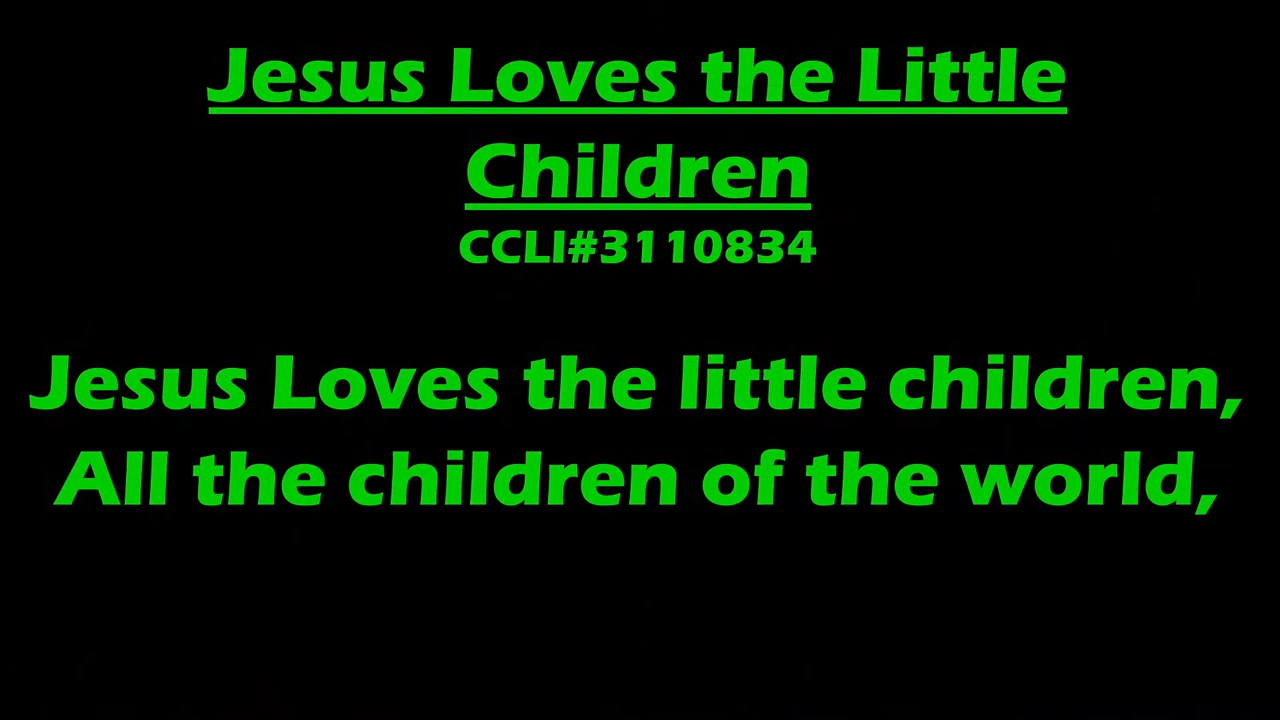 Jesus Loves the Little
Children
CCLI#3110834
Jesus Loves the little children,
All the children of the world,